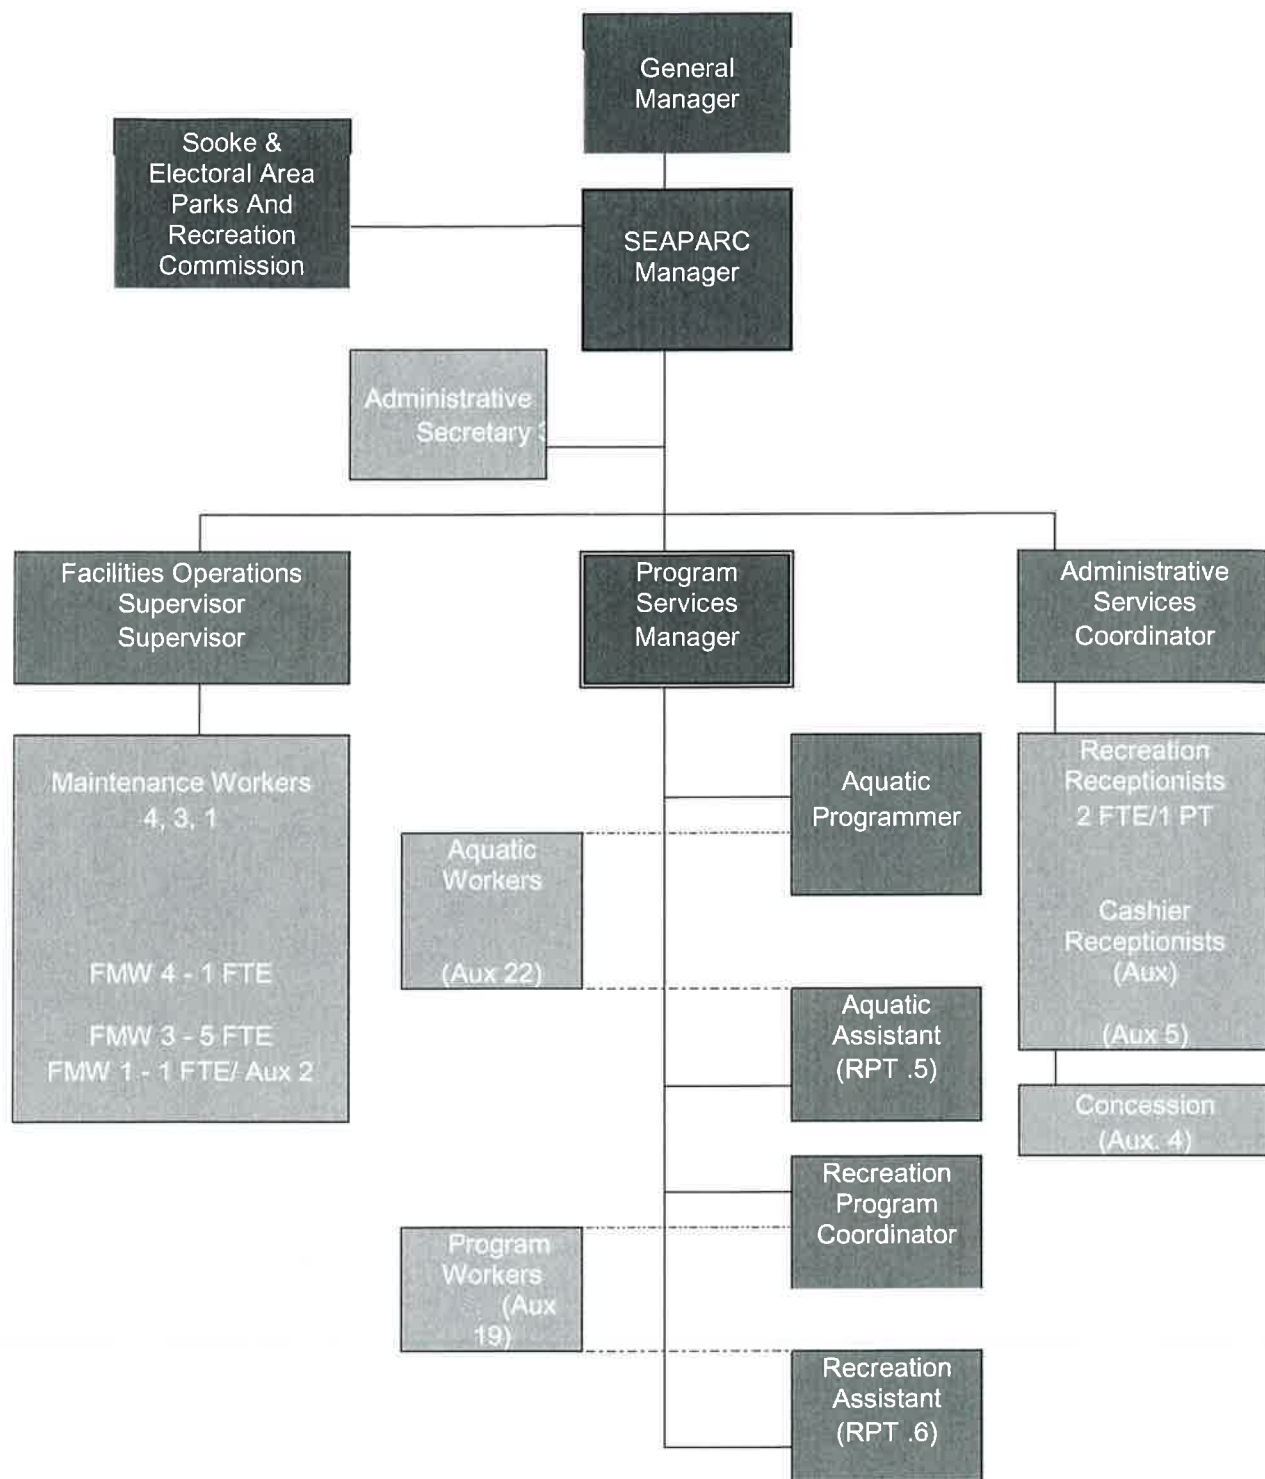 General
Manager
Sooke &
Electoral Area
Parks And
Recreation
Commission
SEAPARC
Manager
Administrative
Secretary 3
Facilities Operations
Supervisor
Supervisor
Program
Services
Manager
Administrative
Services
Coordinator
Maintenance Workers
4, 3, 1
FMW 4 - 1 FTE
FMW 3 - 5 FTE
FMW 1 - 1 FTE/ Aux 2
Aquatic
Programmer
Recreation
Receptionists
2 FTE/1 PT
Cashier
Receptionists
(Aux)
(Aux 5)
Aquatic
Workers
(Aux 22)
Aquatic
Assistant
(RPT .5)
Concession
(Aux. 4)
Recreation
Program
Coordinator
Program
Workers
(Aux
19)
Recreation
Assistant
(RPT .6)